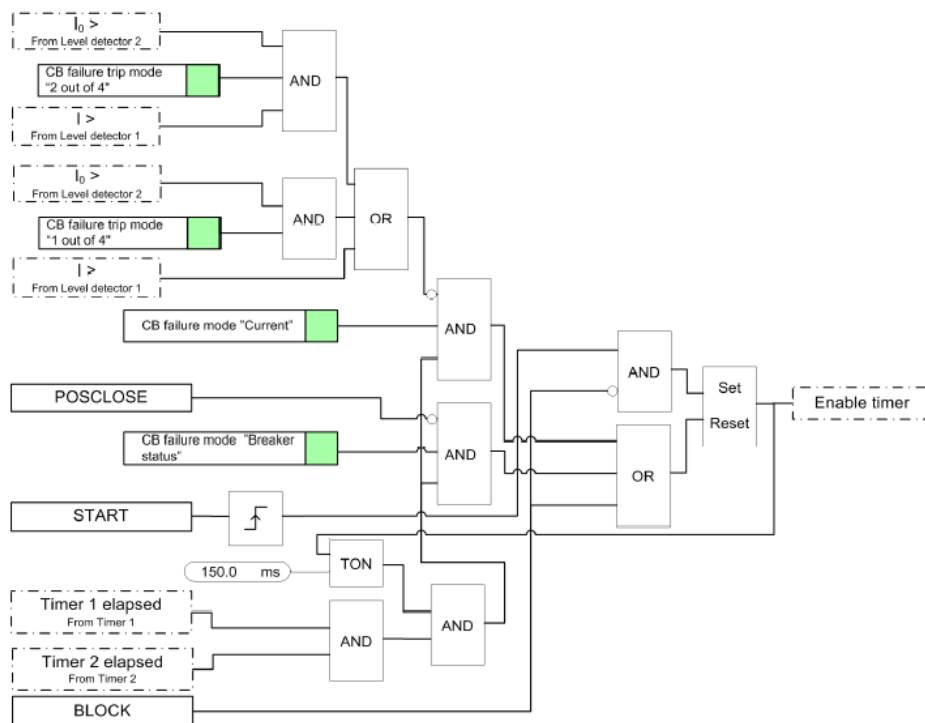 I₀ >
From Level detector 2
AND
CB failure trip mode
"2 out of 4"
I >
From Level detector 1
I₀ >
From Level detector 2
AND
OR
CB failure trip mode
"1 out of 4"
I >
From Level detector 1
CB failure mode "Current"
AND
AND
Set
Reset
Enable timer
POSCLOSE
CB failure mode "Breaker
status"
AND
OR
START
150.0 ms
TON
Timer 1 elapsed
From Timer 1
AND
AND
Timer 2 elapsed
From Timer 2
BLOCK